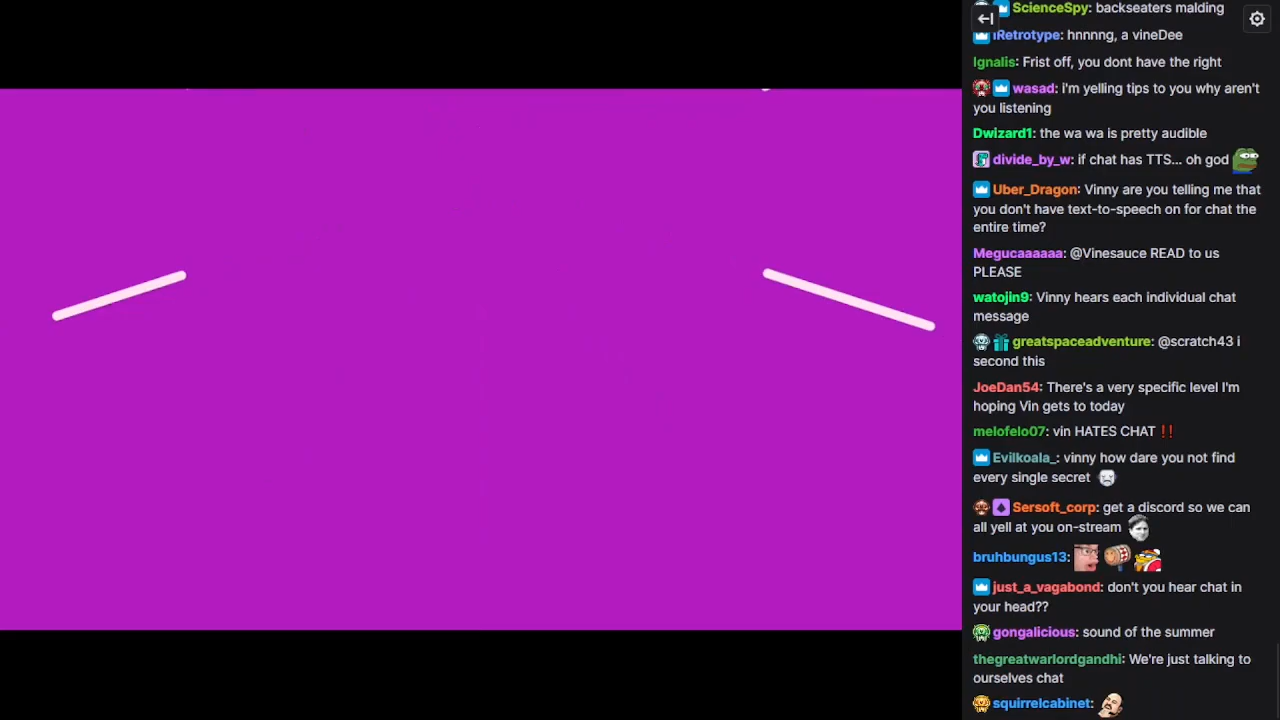 ScienceSpy: backseaters malding
iRetrotype: hnnnng, a vineDee
Ignalis: Frist off, you dont have the right
wasad: i'm yelling tips to you why aren't
you listening
Dwizard1: the wa wa is pretty audible
divide_by_w: if chat has TTS... oh god
Uber_Dragon: Vinny are you telling me that
you don't have text-to-speech on for chat the
entire time?
Megucaaaaaa: @Vinesauce READ to us
PLEASE
watojin9: Vinny hears each individual chat
message
greatspaceadventure: @scratch43 i
second this
JoeDan54: There's a very specific level I'm
hoping Vin gets to today
melofelo07: vin HATES CHAT ‼️
Evilkoala_: vinny how dare you not find
every single secret
Sersoft_corp: get a discord so we can
all yell at you on-stream
bruhbungus13:
just_a_vagabond: don't you hear chat in
your head??
gongalicious: sound of the summer
thegreatwarlordgandhi: We're just talking to
ourselves chat
squirrelcabinet: